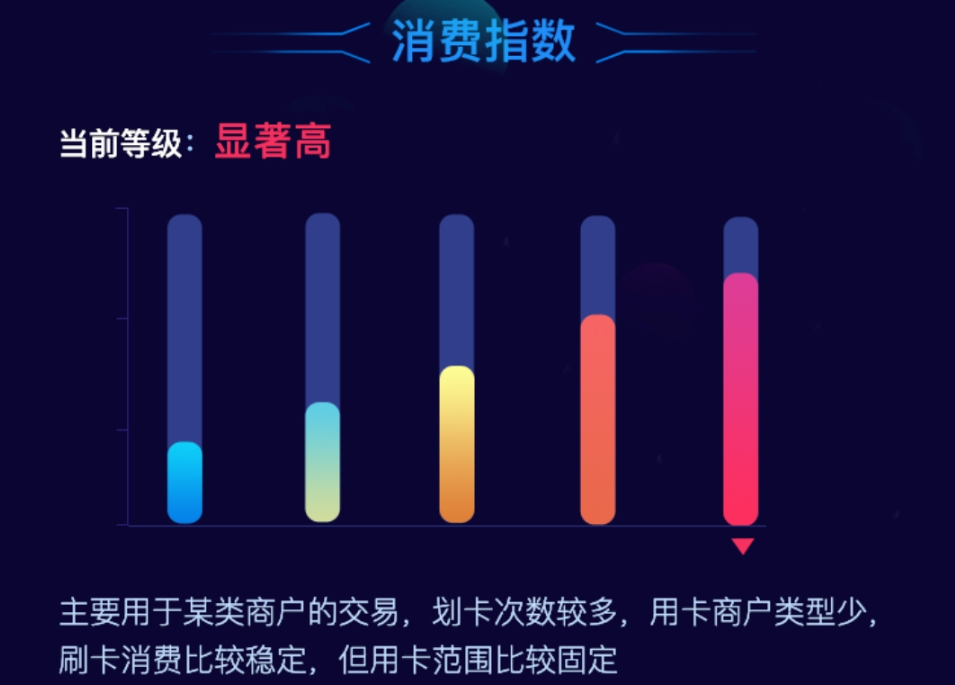 消费指数
当前等级：显著高
主要用于某类商户的交易，划卡次数较多，用卡商户类型少，
刷卡消费比较稳定，但用卡范围比较固定